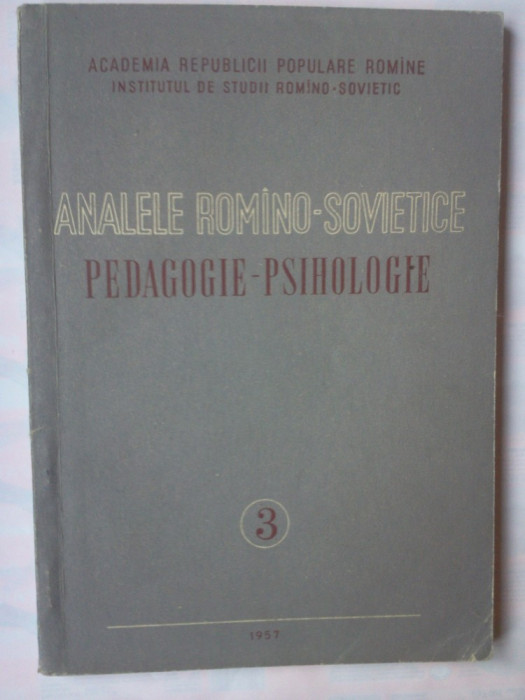 ACADEMIA REPUBLICII POPULARE ROMÎNE
INSTITUTUL DE STUDII ROMÎNO-SOVIETIC
ANALELE ROMÎNO-SOVIETICE
PEDAGOGIE-PSIHOLOGIE
3
1957